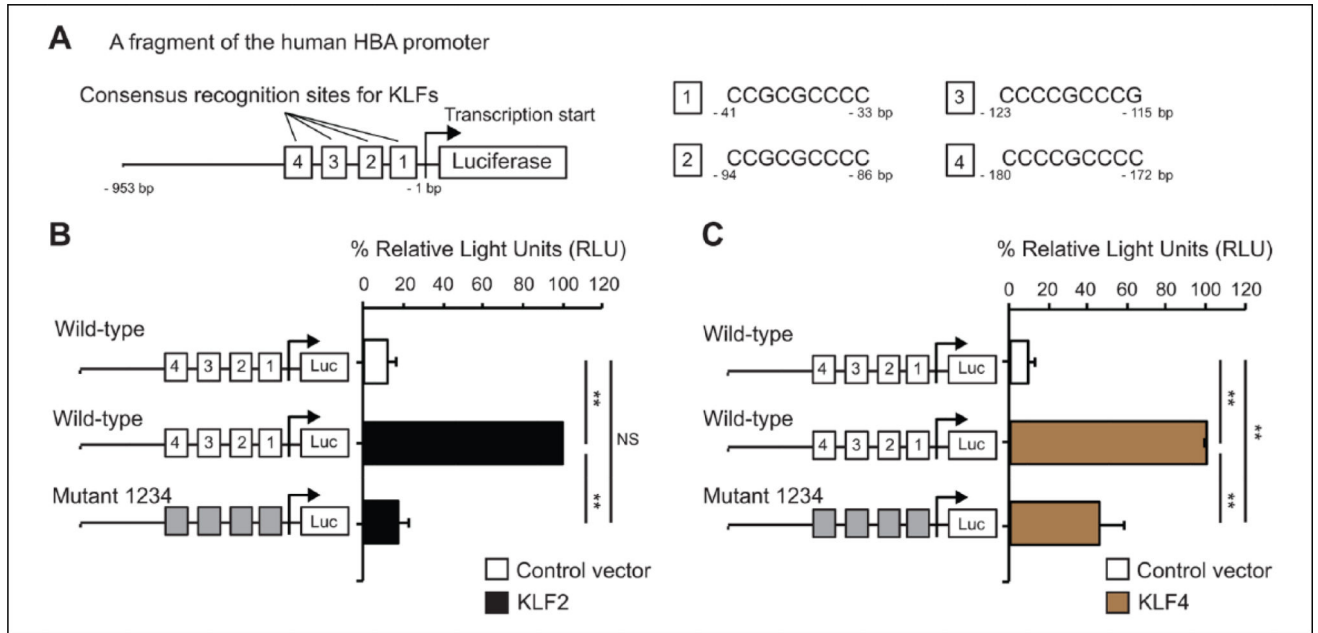 A A fragment of the human HBA promoter
Consensus recognition sites for KLFs
Transcription start
4 3 2 1 Luciferase
- 953 bp - 1 bp
1 CCGCGCCCC
- 41 - 33 bp
3 CCCCGCCCG
- 123 - 115 bp
2 CCGCGCCCC
- 94 - 86 bp
4 CCCCGCCCC
- 180 - 172 bp
B
% Relative Light Units (RLU)
0 20 40 60 80 100 120
Wild-type
4 3 2 1 Luc
Wild-type
4 3 2 1 Luc
Mutant 1234
Luc
**
**
NS
Control vector
KLF2
C
% Relative Light Units (RLU)
0 20 40 60 80 100 120
Wild-type
4 3 2 1 Luc
Wild-type
4 3 2 1 Luc
Mutant 1234
Luc
**
**
**
Control vector
KLF4